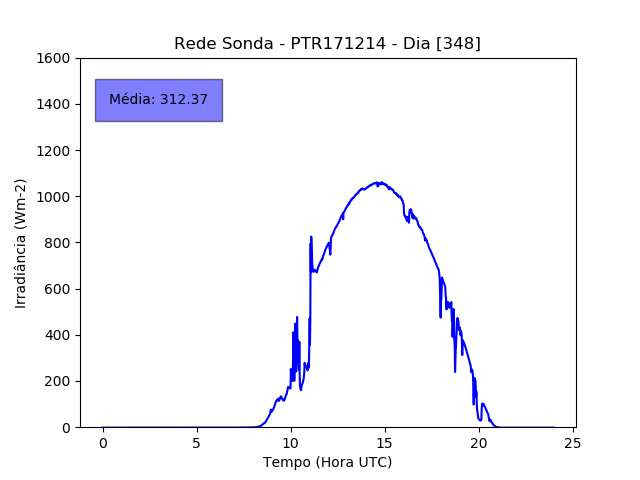 Rede Sonda - PTR171214 - Dia [348]
1600
1400
1200
1000
800
600
400
200
0
Média: 312.37
Irradiância (Wm-2)
0 5 10 15 20 25
Tempo (Hora UTC)